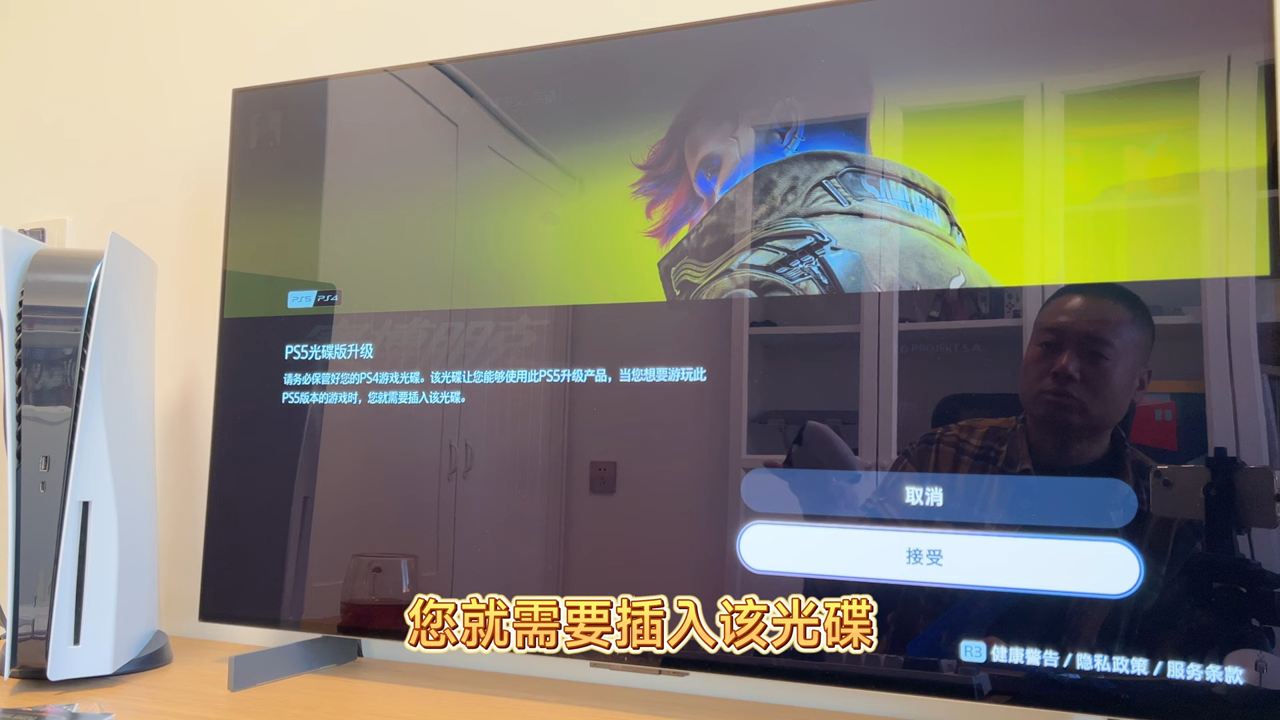 SAMURAI
PS5 PS4
PS5光碟版升级
请务必保管好您的PS4游戏光碟。该光碟让您能够使用此PS5升级产品，当您想要游玩此
PS5版本的游戏时，您就需要插入该光碟。
取消
接受
您就需要插入该光碟
R3 健康警告 / 隐私政策 / 服务条款